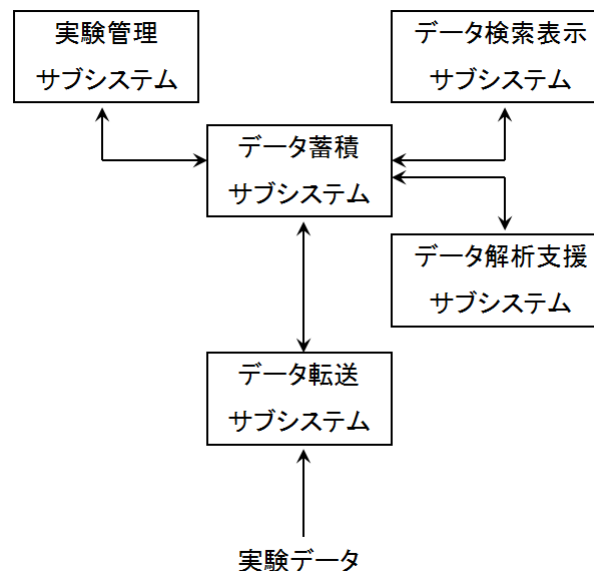 実験管理
サブシステム
データ検索表示
サブシステム
データ蓄積
サブシステム
データ解析支援
サブシステム
データ転送
サブシステム
実験データ